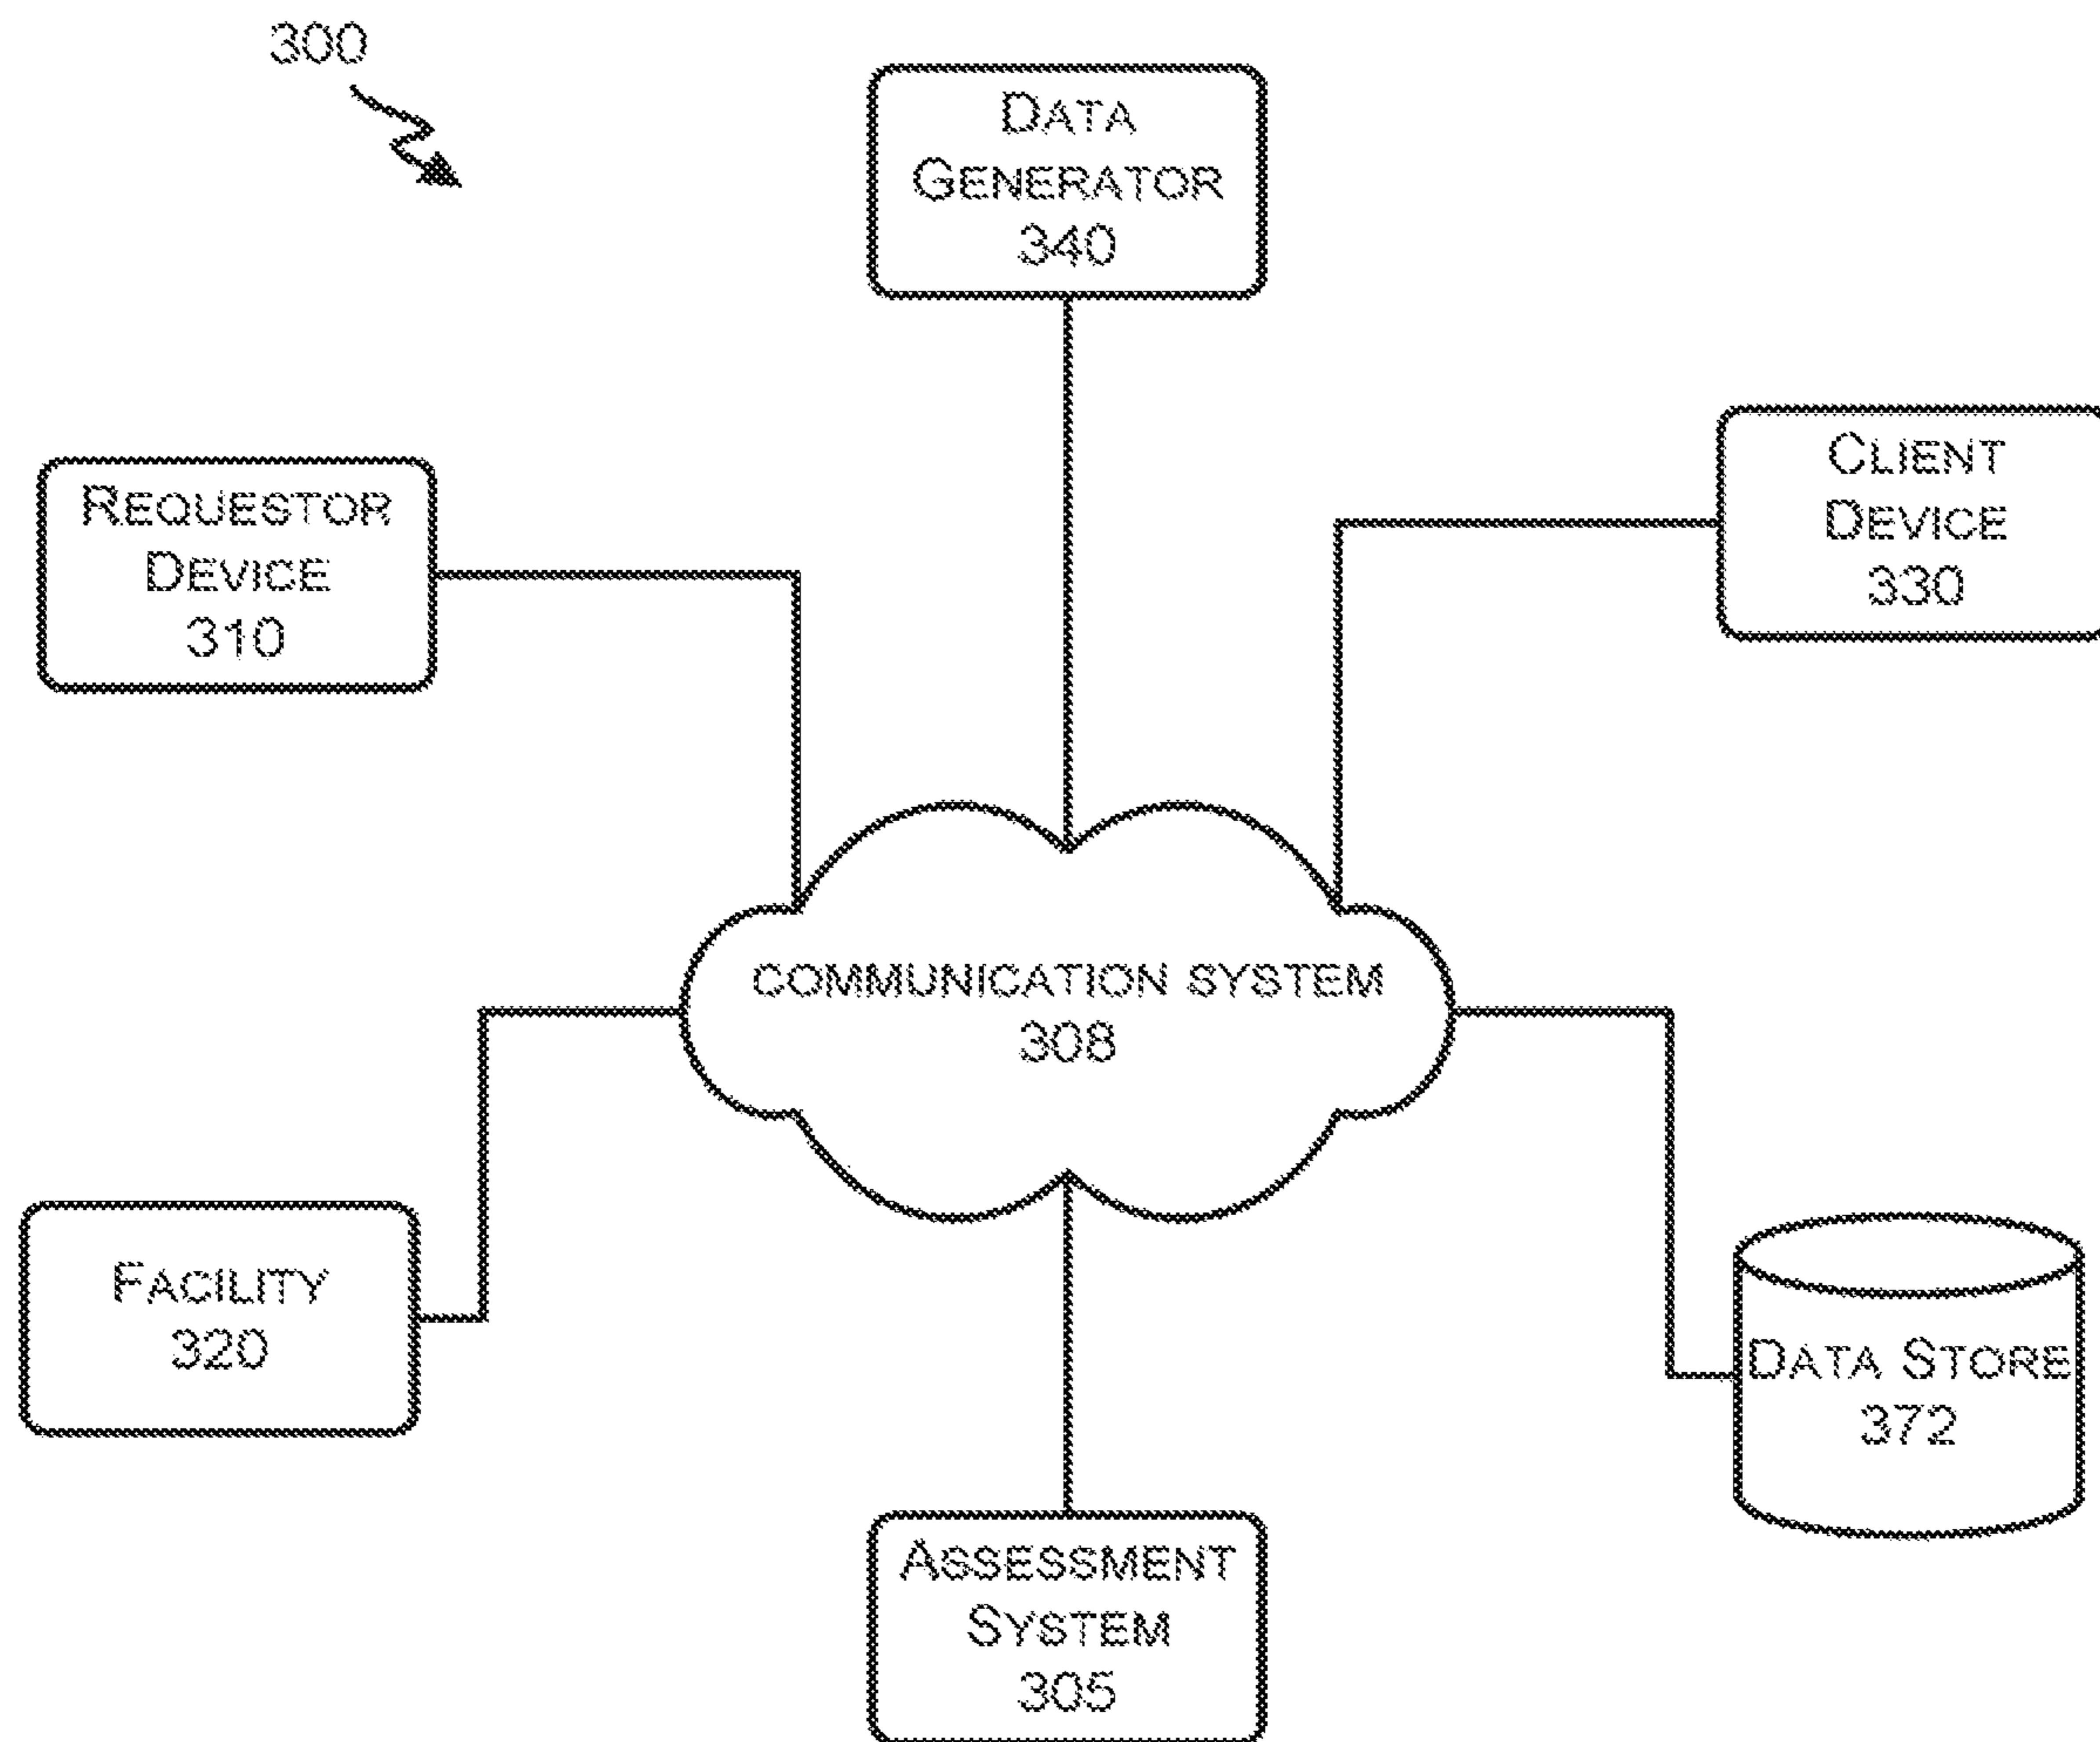 300
DATA
GENERATOR
340
CLIENT
DEVICE
330
REQUESTOR
DEVICE
310
COMMUNICATION SYSTEM
308
FACILITY
320
DATA STORE
372
ASSESSMENT
SYSTEM
305